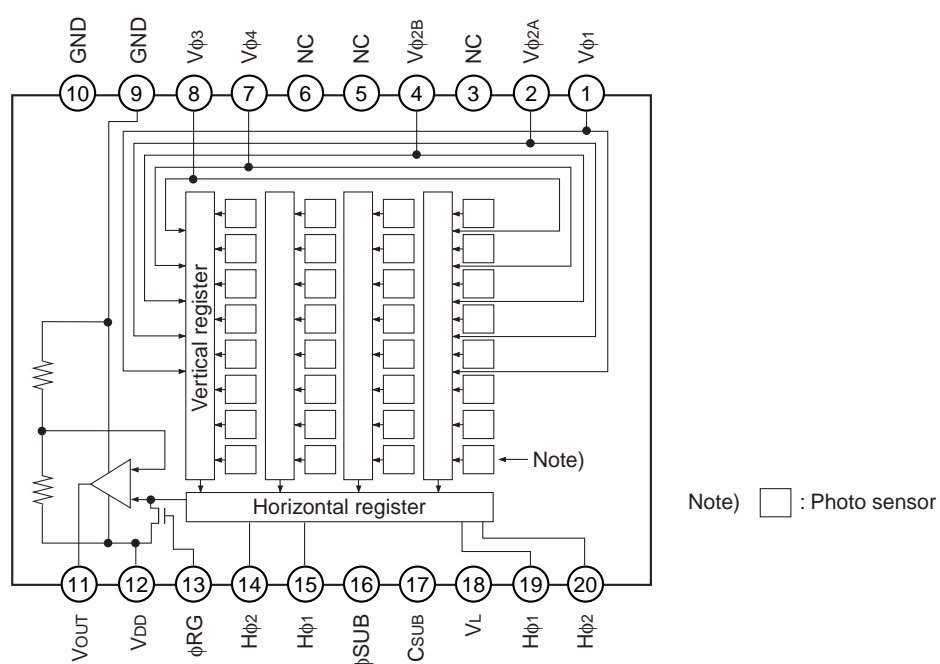 GND
GND
Vϕ3
Vϕ4
NC
NC
Vϕ2B
NC
Vϕ2A
Vϕ1
10
9
8
7
6
5
4
3
2
1
Vertical register
Note)
Horizontal register
Note) : Photo sensor
11
12
13
14
15
16
17
18
19
20
VOUT
VDD
ϕRG
Hϕ2
Hϕ1
ϕSUB
CSUB
VL
Hϕ1
Hϕ2